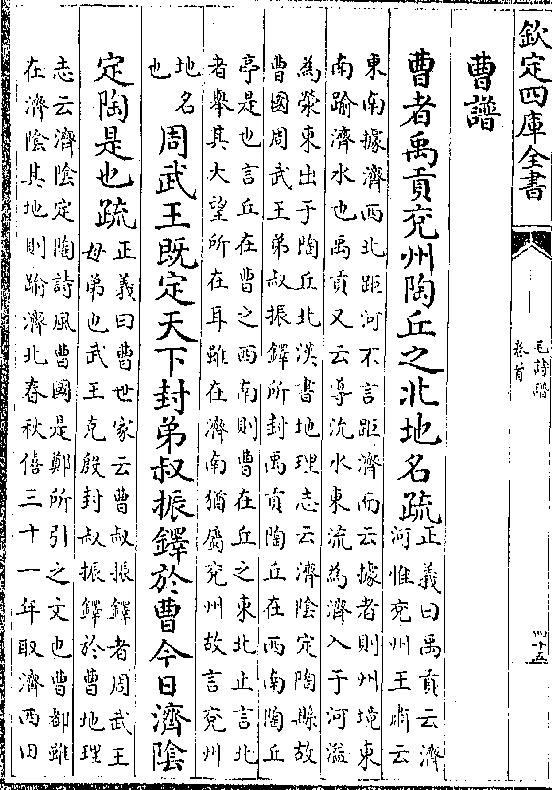 欽定四庫全書
毛詩譜
卷首
四十五
曹譜
曹者禹貢兖州陶丘之北地名疏
正義曰禹貢云濟
河惟兖州王肅云
東南據濟西北距河不言距濟而云據者則州境東
南踰濟水也禹貢又云導沇水東流為濟入于河溢
為滎東出于陶丘北漢書地理志云濟陰定陶縣故
曹國周武王弟叔振鐸所封禹貢陶丘在西南陶丘
亭是也言丘在曹之西南則曹在丘之東北止言北
者舉其大望所在耳雖在濟南猶屬兖州故言兖州
地名
也
周武王既定天下封弟叔振鐸於曹今日濟隂
定陶是也疏
正義曰曹世家云曹叔振鐸者周武王
母弟也武王克殷封叔振鐸於曹地理
志云濟陰定陶詩風曹國是鄭所引之文也曹都雖
在濟陰其地則踰濟北春秋僖三十一年取濟西田